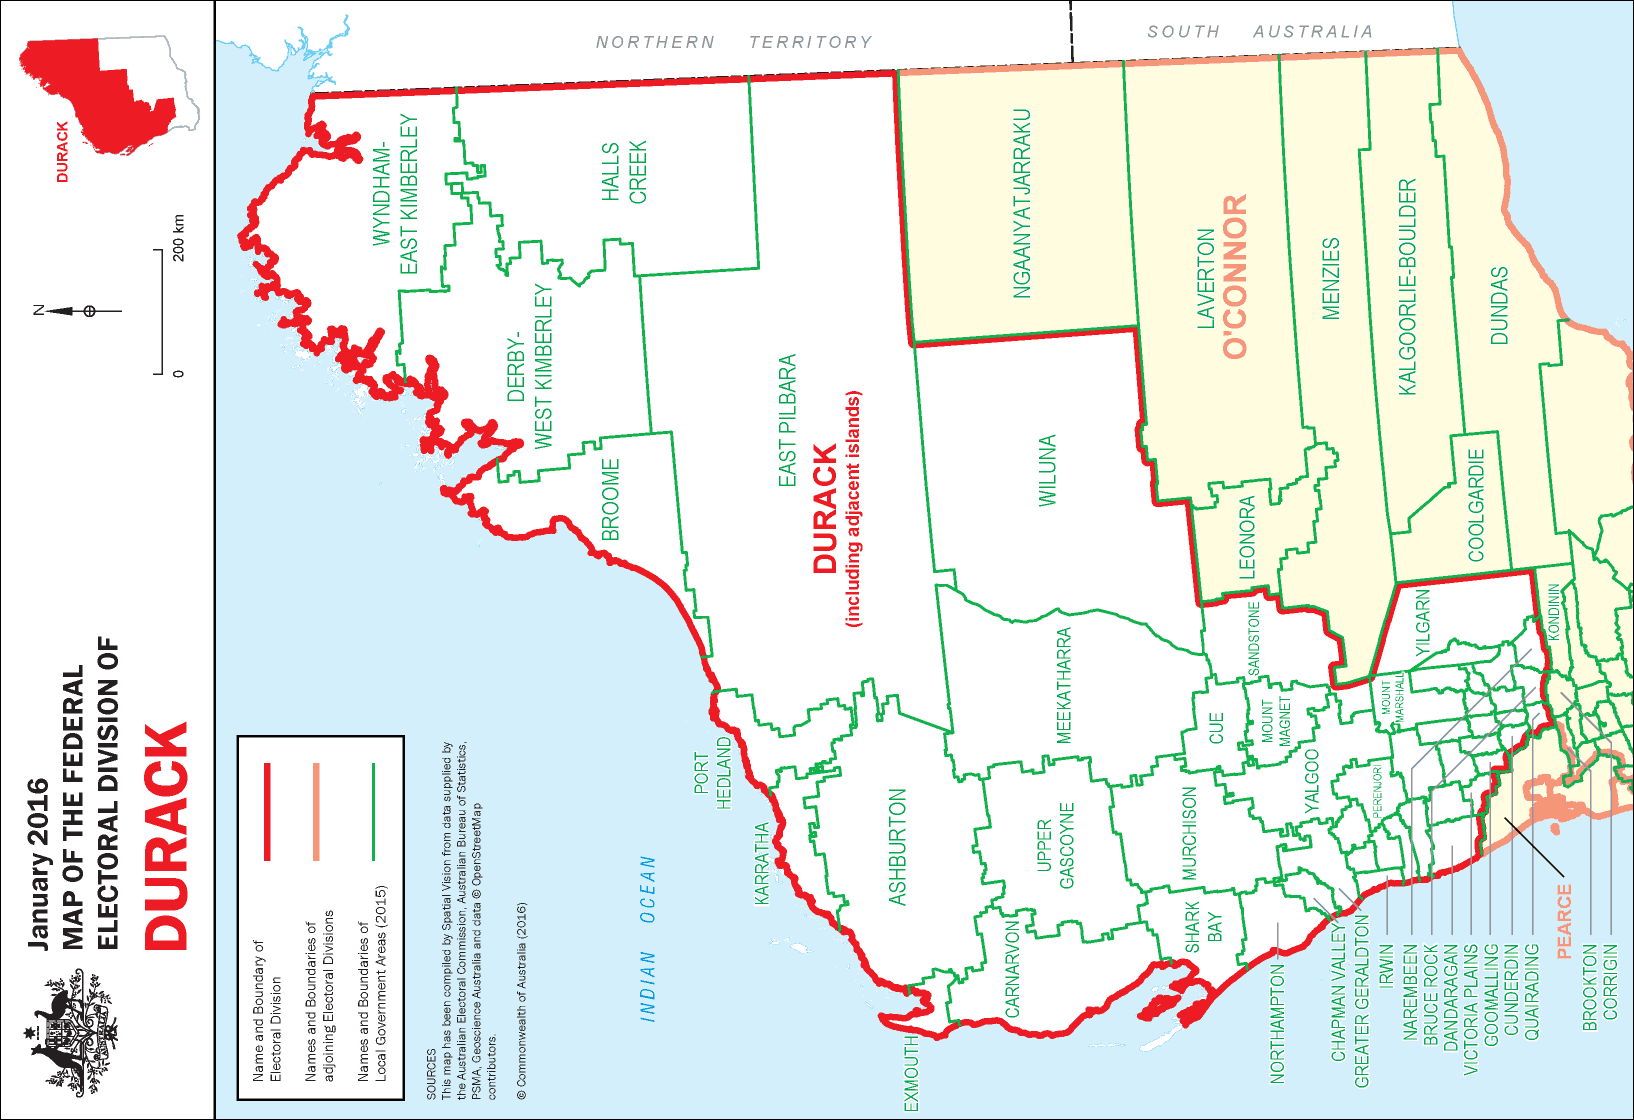 January 2016
MAP OF THE FEDERAL
ELECTORAL DIVISION OF
DURACK
N
0
200 km
DURACK
Name and Boundary of
Electoral Division
Names and Boundaries of
adjoining Electoral Divisions
Names and Boundaries of
Local Government Areas (2015)
SOURCES
This map has been compiled by Spatial Vision from data supplied by
the Australian Electoral Commission, Australian Bureau of Statistics,
PSMA, Geoscience Australia and data © OpenStreetMap
contributors.
© Commonwealth of Australia (2016)
NORTHERN TERRITORY
SOUTH AUSTRALIA
INDIAN OCEAN
WYNDHAM-
EAST KIMBERLEY
HALLS
CREEK
DERBY-
WEST KIMBERLEY
BROOME
EAST PILBARA
DURACK
(including adjacent islands)
PORT
HEDLAND
KARRATHA
ASHBURTON
EXMOUTH
CARNARVON
UPPER
GASCOYNE
MEEKATHARRA
WILUNA
NGAANYATJARRAKU
LAVERTON
O'CONNOR
MENZIES
KALGOORLIE-BOULDER
DUNDAS
LEONORA
COOLGARDIE
SANDSTONE
CUE
MOUNT
MAGNET
YALGOO
MURCHISON
SHARK
BAY
PERENJORI
MOUNT
MARSHALL
YILGARN
KONDININ
NORTHAMPTON
CHAPMAN VALLEY
GREATER GERALDTON
IRWIN
NAREMBEEN
BRUCE ROCK
DANDARAGAN
VICTORIA PLAINS
GOOMALLING
CUNDERDIN
QUAIRADING
PEARCE
BROOKTON
CORRIGIN